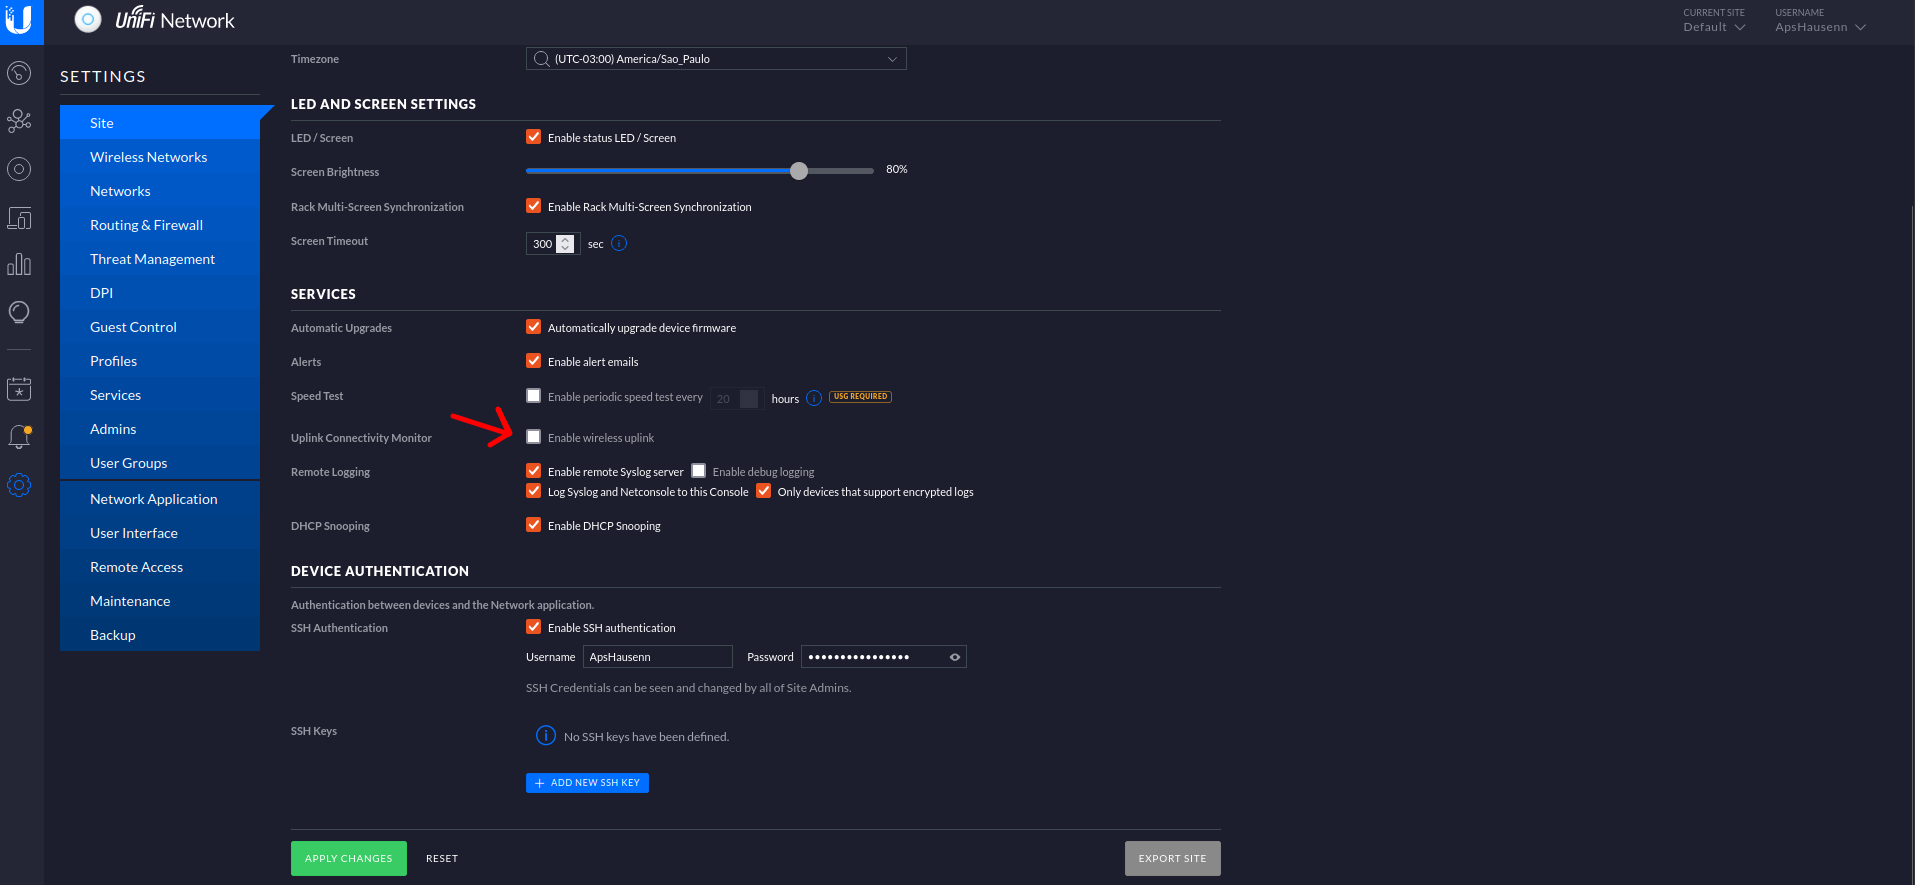 UniFi Network
CURRENT SITE
Default
USERNAME
ApsHausenn
SETTINGS
Site
Wireless Networks
Networks
Routing & Firewall
Threat Management
DPI
Guest Control
Profiles
Services
Admins
User Groups
Network Application
User Interface
Remote Access
Maintenance
Backup
Timezone (UTC-03:00) America/Sao_Paulo
LED AND SCREEN SETTINGS
LED / Screen Enable status LED / Screen
Screen Brightness 80%
Rack Multi-Screen Synchronization Enable Rack Multi-Screen Synchronization
Screen Timeout 300 sec
SERVICES
Automatic Upgrades Automatically upgrade device firmware
Alerts Enable alert emails
Speed Test Enable periodic speed test every 20 hours USG REQUIRED
Uplink Connectivity Monitor Enable wireless uplink
Remote Logging Enable remote Syslog server Enable debug logging
Log Syslog and Netconsole to this Console Only devices that support encrypted logs
DHCP Snooping Enable DHCP Snooping
DEVICE AUTHENTICATION
Authentication between devices and the Network application.
SSH Authentication Enable SSH authentication
Username ApsHausenn Password ••••••••••••••••
SSH Credentials can be seen and changed by all of Site Admins.
SSH Keys No SSH keys have been defined.
ADD NEW SSH KEY
APPLY CHANGES RESET EXPORT SITE